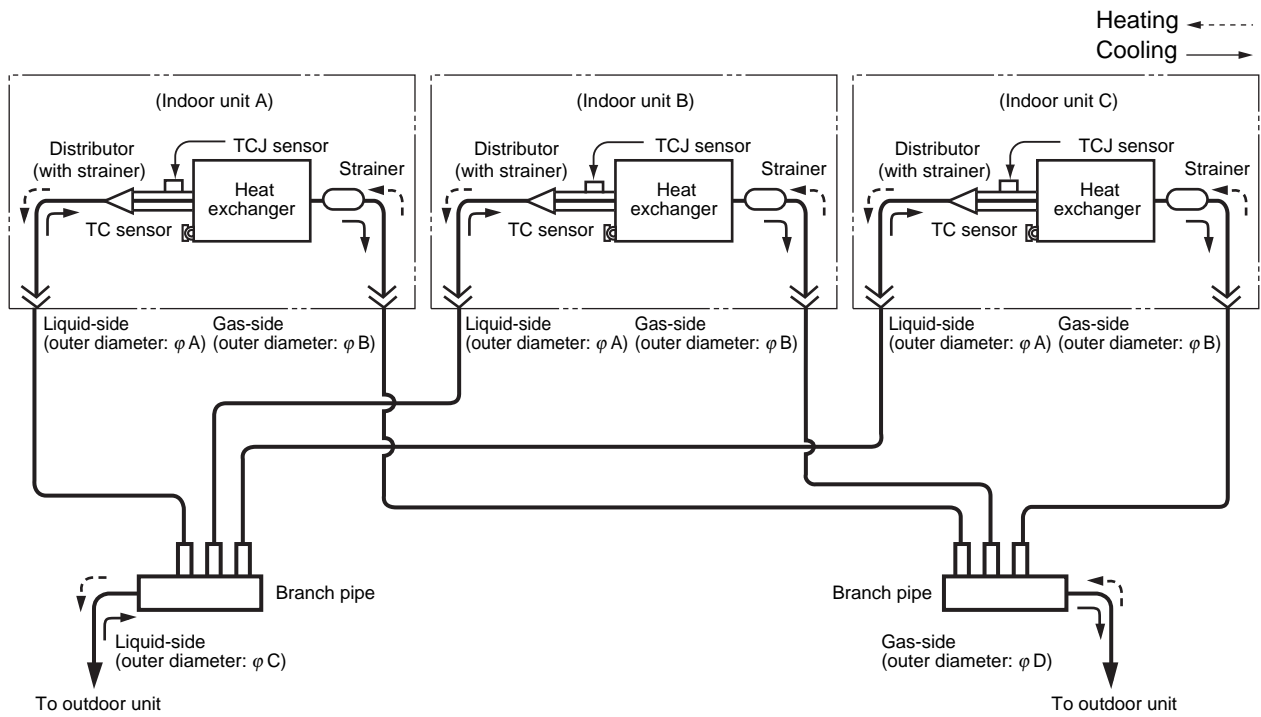 Heating
Cooling
(Indoor unit A)
Distributor
(with strainer)
TCJ sensor
Strainer
Heat
exchanger
TC sensor
Liquid-side
(outer diameter: φ A)
Gas-side
(outer diameter: φ B)
(Indoor unit B)
Distributor
(with strainer)
TCJ sensor
Strainer
Heat
exchanger
TC sensor
Liquid-side
(outer diameter: φ A)
Gas-side
(outer diameter: φ B)
(Indoor unit C)
Distributor
(with strainer)
TCJ sensor
Strainer
Heat
exchanger
TC sensor
Liquid-side
(outer diameter: φ A)
Gas-side
(outer diameter: φ B)
Branch pipe
Liquid-side
(outer diameter: φ C)
To outdoor unit
Branch pipe
Gas-side
(outer diameter: φ D)
To outdoor unit